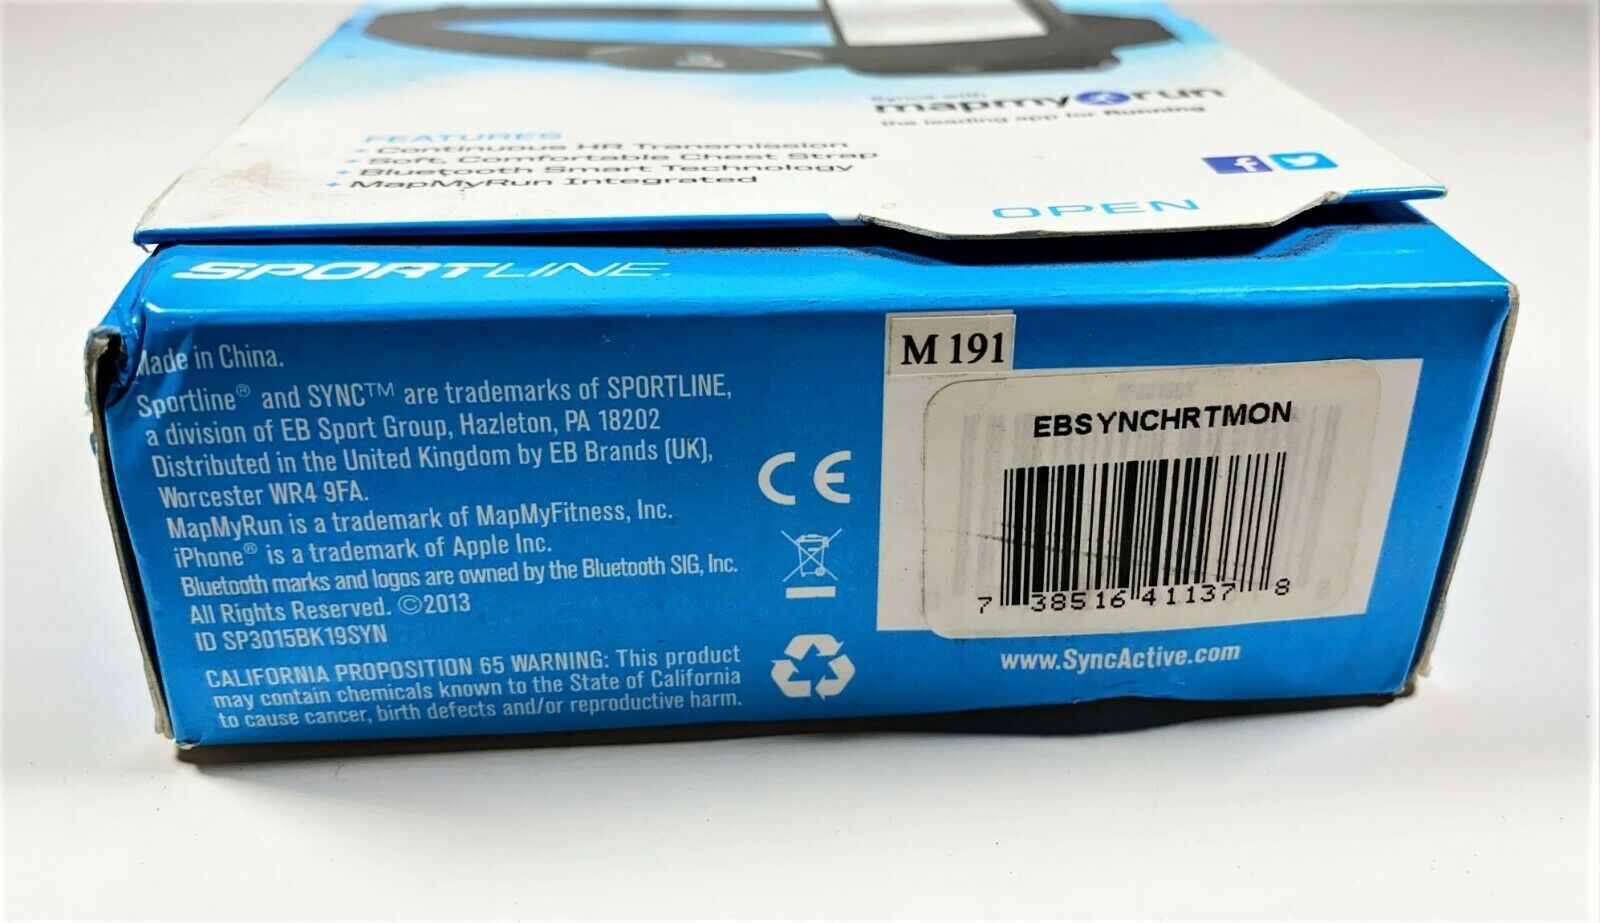 Syncs with
mapmyrun
the leading app for Running
FEATURES
+ Continuous HR Transmission
+ Soft, Comfortable Chest Strap
+ Bluetooth Smart Technology
+ MapMyRun Integrated
f
OPEN
SPORTLINE.
Made in China.
Sportline® and SYNC™ are trademarks of SPORTLINE,
a division of EB Sport Group, Hazleton, PA 18202
Distributed in the United Kingdom by EB Brands (UK),
Worcester WR4 9FA.
MapMyRun is a trademark of MapMyFitness, Inc.
iPhone® is a trademark of Apple Inc.
Bluetooth marks and logos are owned by the Bluetooth SIG, Inc.
All Rights Reserved. ©2013
ID SP3015BK19SYN
CALIFORNIA PROPOSITION 65 WARNING: This product
may contain chemicals known to the State of California
to cause cancer, birth defects and/or reproductive harm.
CE
M 191
EBSYNCHRTMON
7 38516 41137 8
www.SyncActive.com